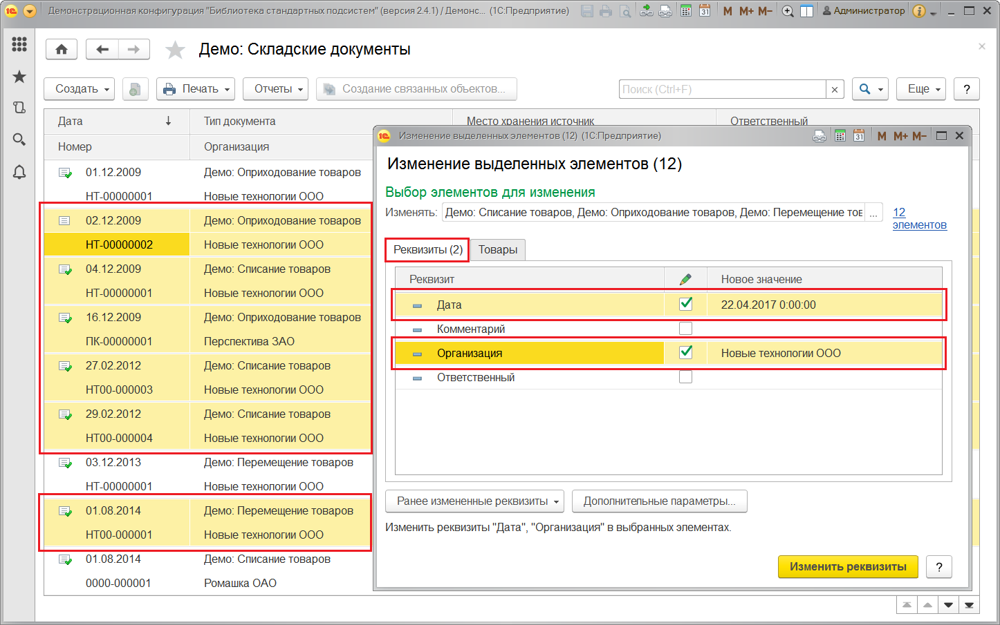 Демонстрационная конфигурация "Библиотека стандартных подсистем" (версия 2.4.1) / Демонс... (1С:Предприятие)
31 M M+ M- Администратор
Демо: Складские документы
Создать Печать Отчеты Создание связанных объектов... Поиск (Ctrl+F) × Еще ?
Дата ↓ Тип документа Место хранения источник Ответственный
Номер Организация
01.12.2009 Демо: Оприходование товаров
НТ-00000001 Новые технологии ООО
02.12.2009 Демо: Оприходование товаров
НТ-00000002 Новые технологии ООО
04.12.2009 Демо: Списание товаров
НТ-00000001 Новые технологии ООО
16.12.2009 Демо: Оприходование товаров
ПК-00000001 Перспектива ЗАО
27.02.2012 Демо: Списание товаров
НТ00-000003 Новые технологии ООО
29.02.2012 Демо: Списание товаров
НТ00-000004 Новые технологии ООО
03.12.2013 Демо: Перемещение товаров
НТ-00000001 Новые технологии ООО
01.08.2014 Демо: Перемещение товаров
НТ00-000001 Новые технологии ООО
01.08.2014 Демо: Списание товаров
0000-000001 Ромашка ОАО
Изменение выделенных элементов (12) (1С:Предприятие)
31 M M+ M-
Изменение выделенных элементов (12)
Выбор элементов для изменения
Изменять: Демо: Списание товаров, Демо: Оприходование товаров, Демо: Перемещение тов ... 12
элементов
Реквизиты (2) Товары
Реквизит Новое значение
Дата 22.04.2017 0:00:00
Комментарий
Организация Новые технологии ООО
Ответственный
Ранее измененные реквизиты Дополнительные параметры...
Изменить реквизиты "Дата", "Организация" в выбранных элементах.
Изменить реквизиты ?